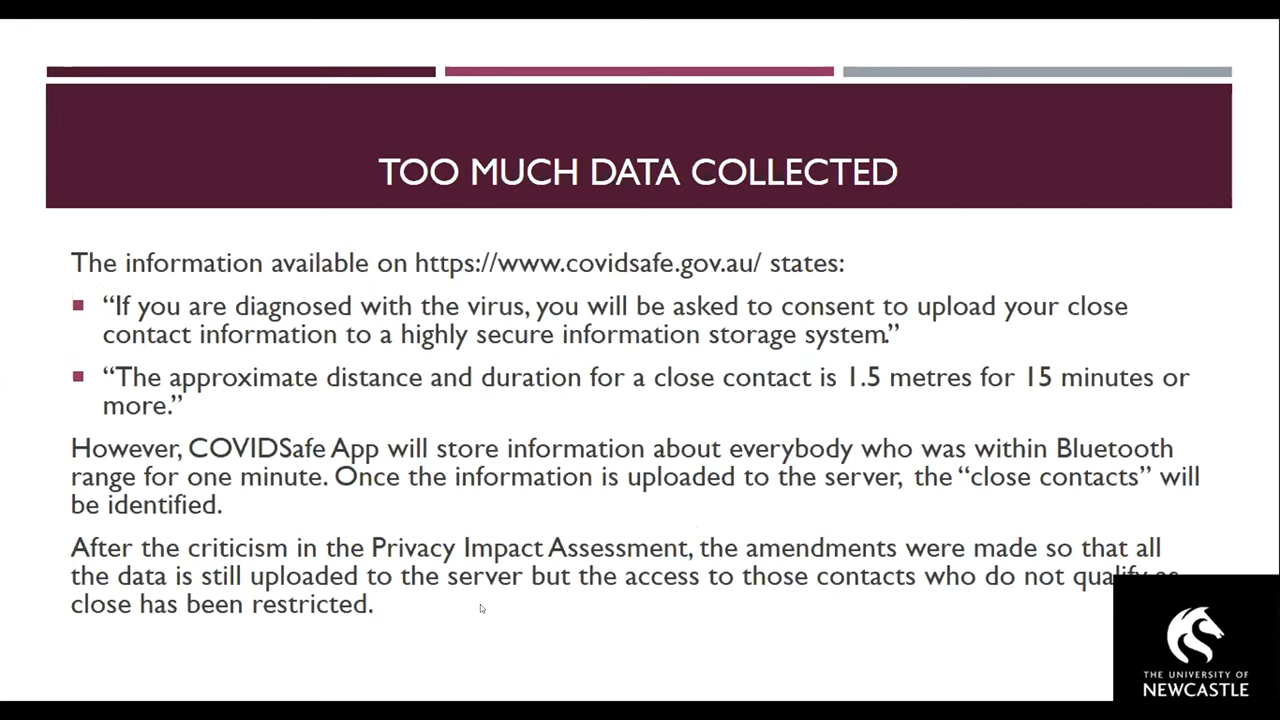 TOO MUCH DATA COLLECTED
The information available on https://www.covidsafe.gov.au/ states:
“If you are diagnosed with the virus, you will be asked to consent to upload your close
contact information to a highly secure information storage system.”
“The approximate distance and duration for a close contact is 1.5 metres for 15 minutes or
more.”
However, COVIDSafe App will store information about everybody who was within Bluetooth
range for one minute. Once the information is uploaded to the server, the “close contacts” will
be identified.
After the criticism in the Privacy Impact Assessment, the amendments were made so that all
the data is still uploaded to the server but the access to those contacts who do not qualify as
close has been restricted.
THE UNIVERSITY OF
NEWCASTLE